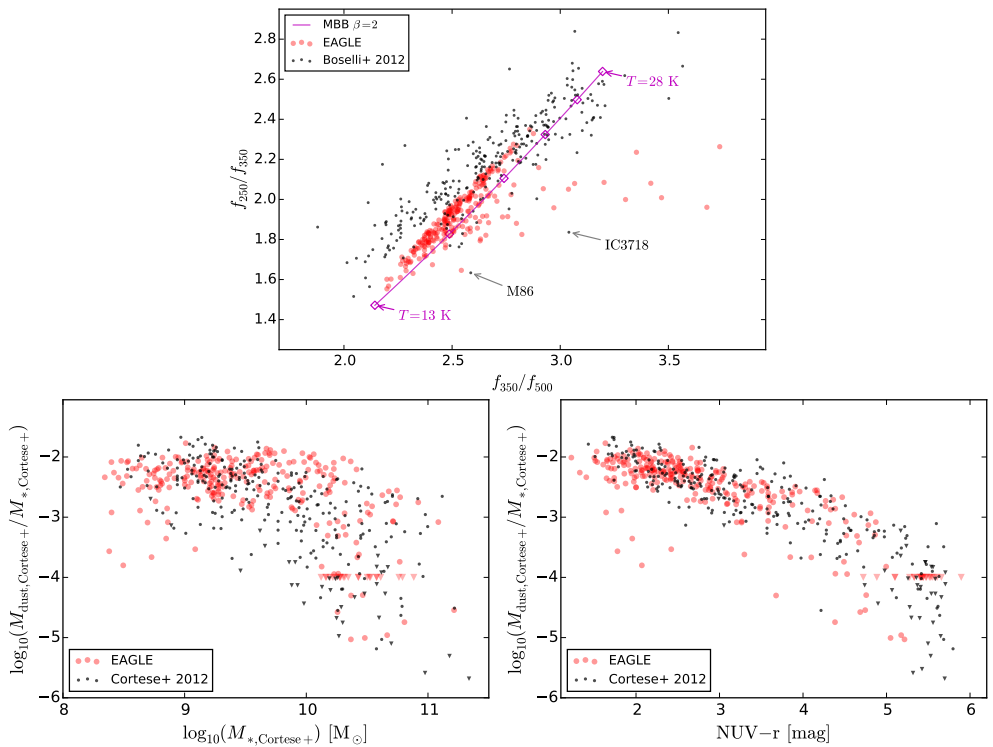 MBB β=2
EAGLE
Boselli+ 2012
2.8
2.6
2.4
2.2
2.0
1.8
1.6
1.4
f250/f350
T=28 K
IC3718
M86
T=13 K
2.0 2.5 3.0 3.5
f350/f500
−2
−3
−4
−5
−6
log10(Mdust,Cortese+/M∗,Cortese+)
EAGLE
Cortese+ 2012
8 9 10 11
log10(M∗,Cortese+) [M⊙]
−2
−3
−4
−5
−6
log10(Mdust,Cortese+/M∗,Cortese+)
EAGLE
Cortese+ 2012
2 3 4 5 6
NUV−r [mag]